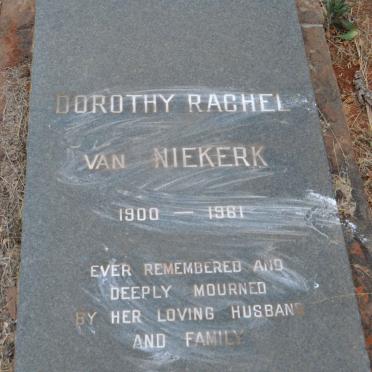 DOROTHY RACHEL
VAN NIEKERK
1900 — 1961
EVER REMEMBERED AND
DEEPLY MOURNED
BY HER LOVING HUSBAND
AND FAMILY